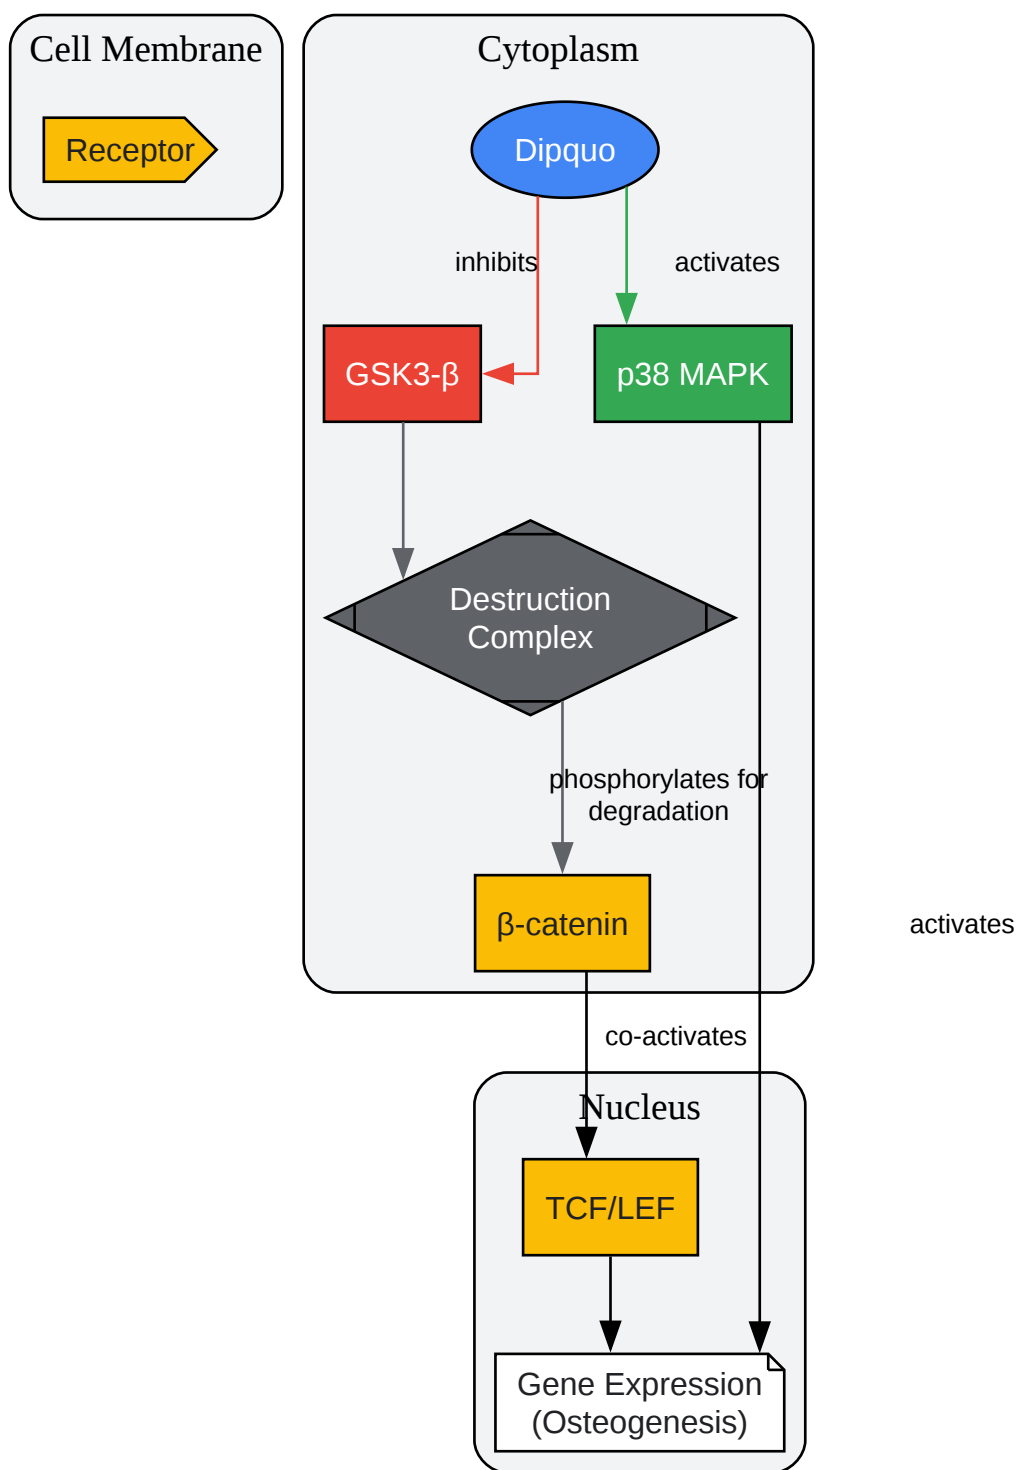 Cell Membrane
Receptor
Cytoplasm
Dipquo
inhibits
activates
GSK3-β
p38 MAPK
Destruction
Complex
phosphorylates for
degradation
β-catenin
activates
co-activates
Nucleus
TCF/LEF
Gene Expression
(Osteogenesis)